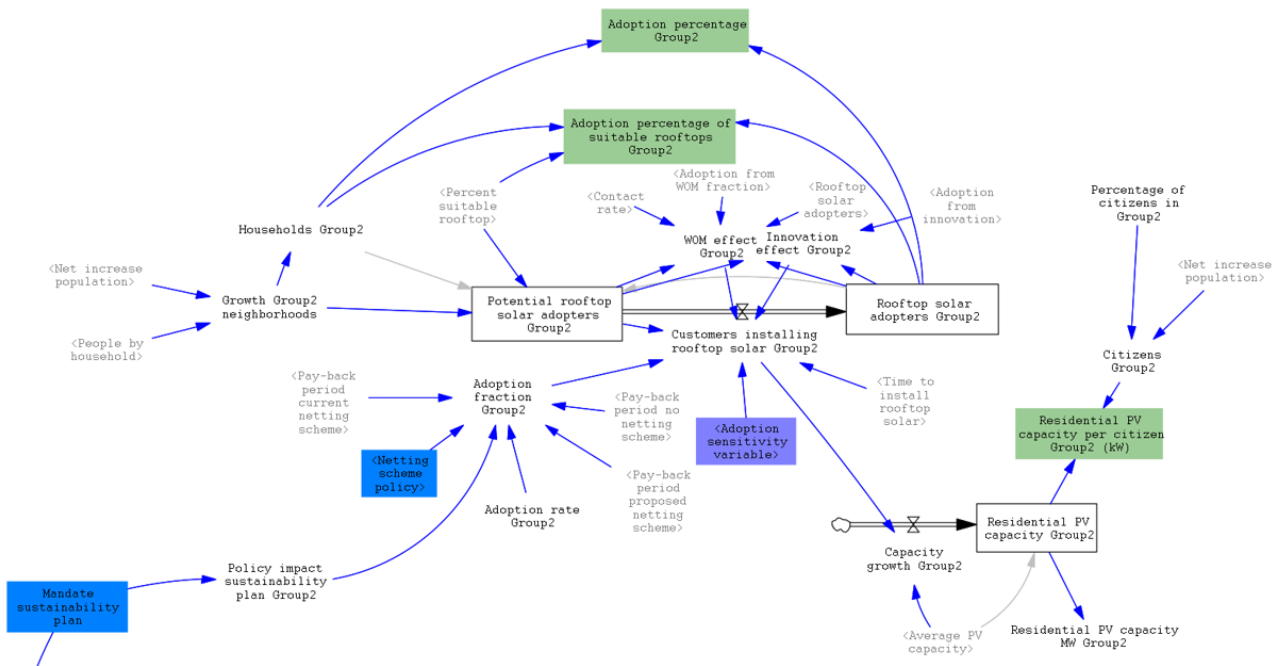 Adoption percentage
Group2
Adoption percentage of
suitable rooftops
Group2
<Adoption from
WOM fraction>
<Percent
suitable
rooftop>
<Contact
rate>
<Rooftop
solar
adopters>
<Adoption
from
innovation>
Percentage of
citizens in
Group2
Households Group2
WOM effect
Group2
Innovation
effect Group2
<Net increase
population>
<Net increase
population>
Growth Group2
neighborhoods
Potential rooftop
solar adopters
Group2
Rooftop solar
adopters Group2
<People by
household>
Customers installing
rooftop solar Group2
Citizens
Group2
<Pay-back
period
current
netting
scheme>
Adoption
fraction
Group2
<Pay-back
period no
netting
scheme>
<Adoption
sensitivity
variable>
<Time to
install
rooftop
solar>
Residential PV
capacity per citizen
Group2 (kW)
<Netting
scheme
policy>
<Pay-back
period
proposed
netting
scheme>
Adoption rate
Group2
Residential PV
capacity Group2
Capacity
growth Group2
Policy impact
sustainability
plan Group2
Mandate
sustainability
plan
<Average PV
capacity>
Residential PV capacity
MW Group2